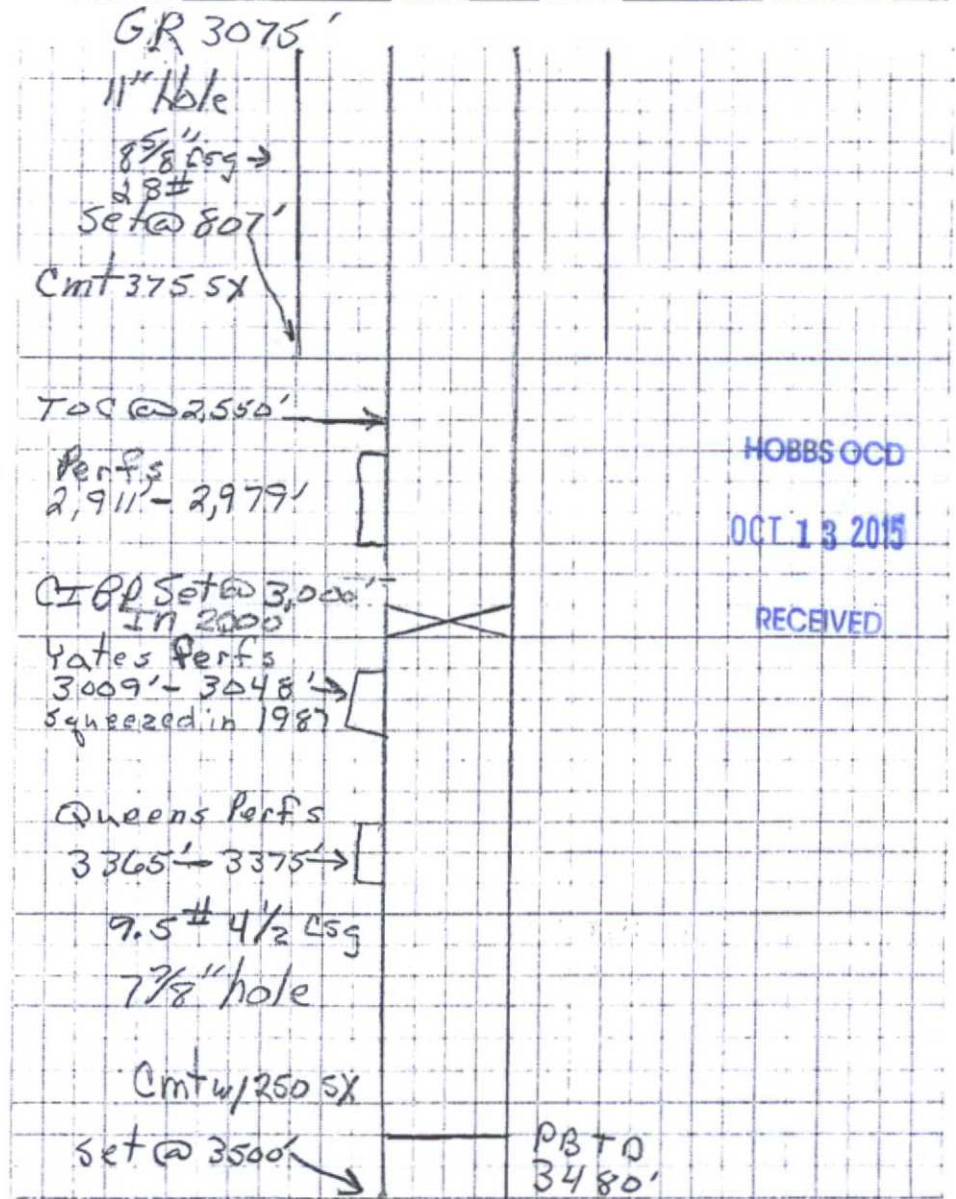 GR 3075'
11" hole
8 5/8" csg →
28#
Set @ 807'
Cmt 375 SX
TOC @ 2,550'
Perfs
2,911' - 2,979'
HOBBS OCD
OCT 13 2015
RECEIVED
CIBP Set @ 3,000'
In 2000
Yates Perfs
3009' - 3048'
squeezed in 1987
Queens Perfs
3365' - 3375'
9.5# 4 1/2 csg
7 7/8" hole
Cmt w/250 SX
set @ 3500'
PBTD
3480'